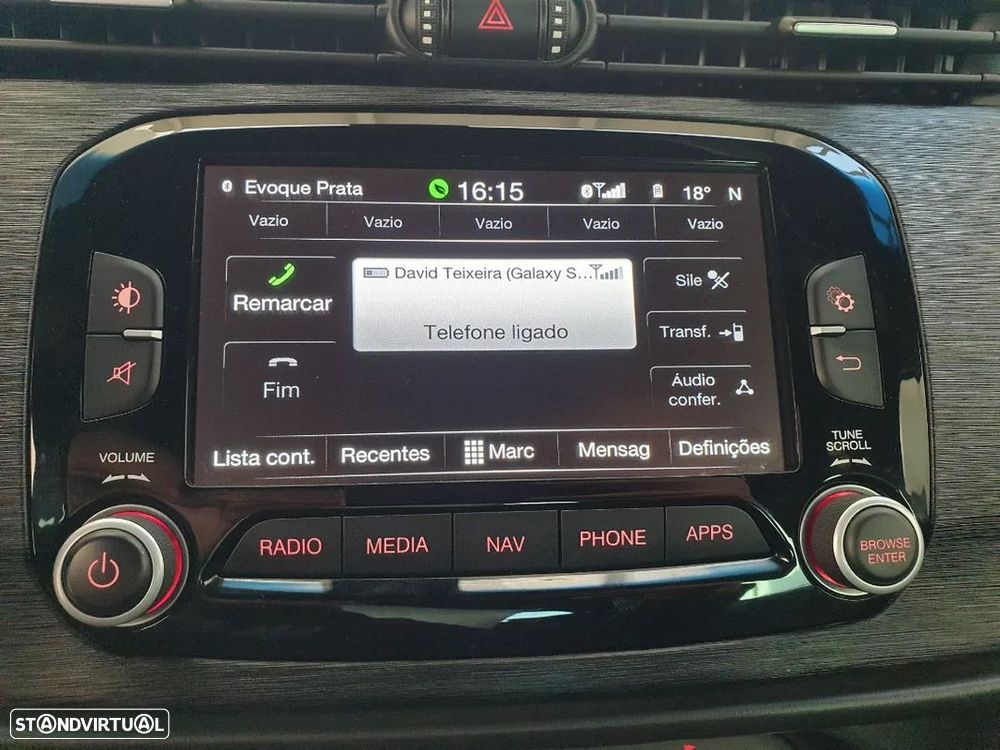 Evoque Prata 16:15 18° N
Vazio Vazio Vazio Vazio Vazio
David Teixeira (Galaxy S...
Telefone ligado
Remarcar
Fim
Sile
Transf.
Áudio
confer.
Lista cont. Recentes Marc Mensag Definições
VOLUME
TUNE
SCROLL
RADIO MEDIA NAV PHONE APPS
BROWSE
ENTER
STANDVIRTUAL